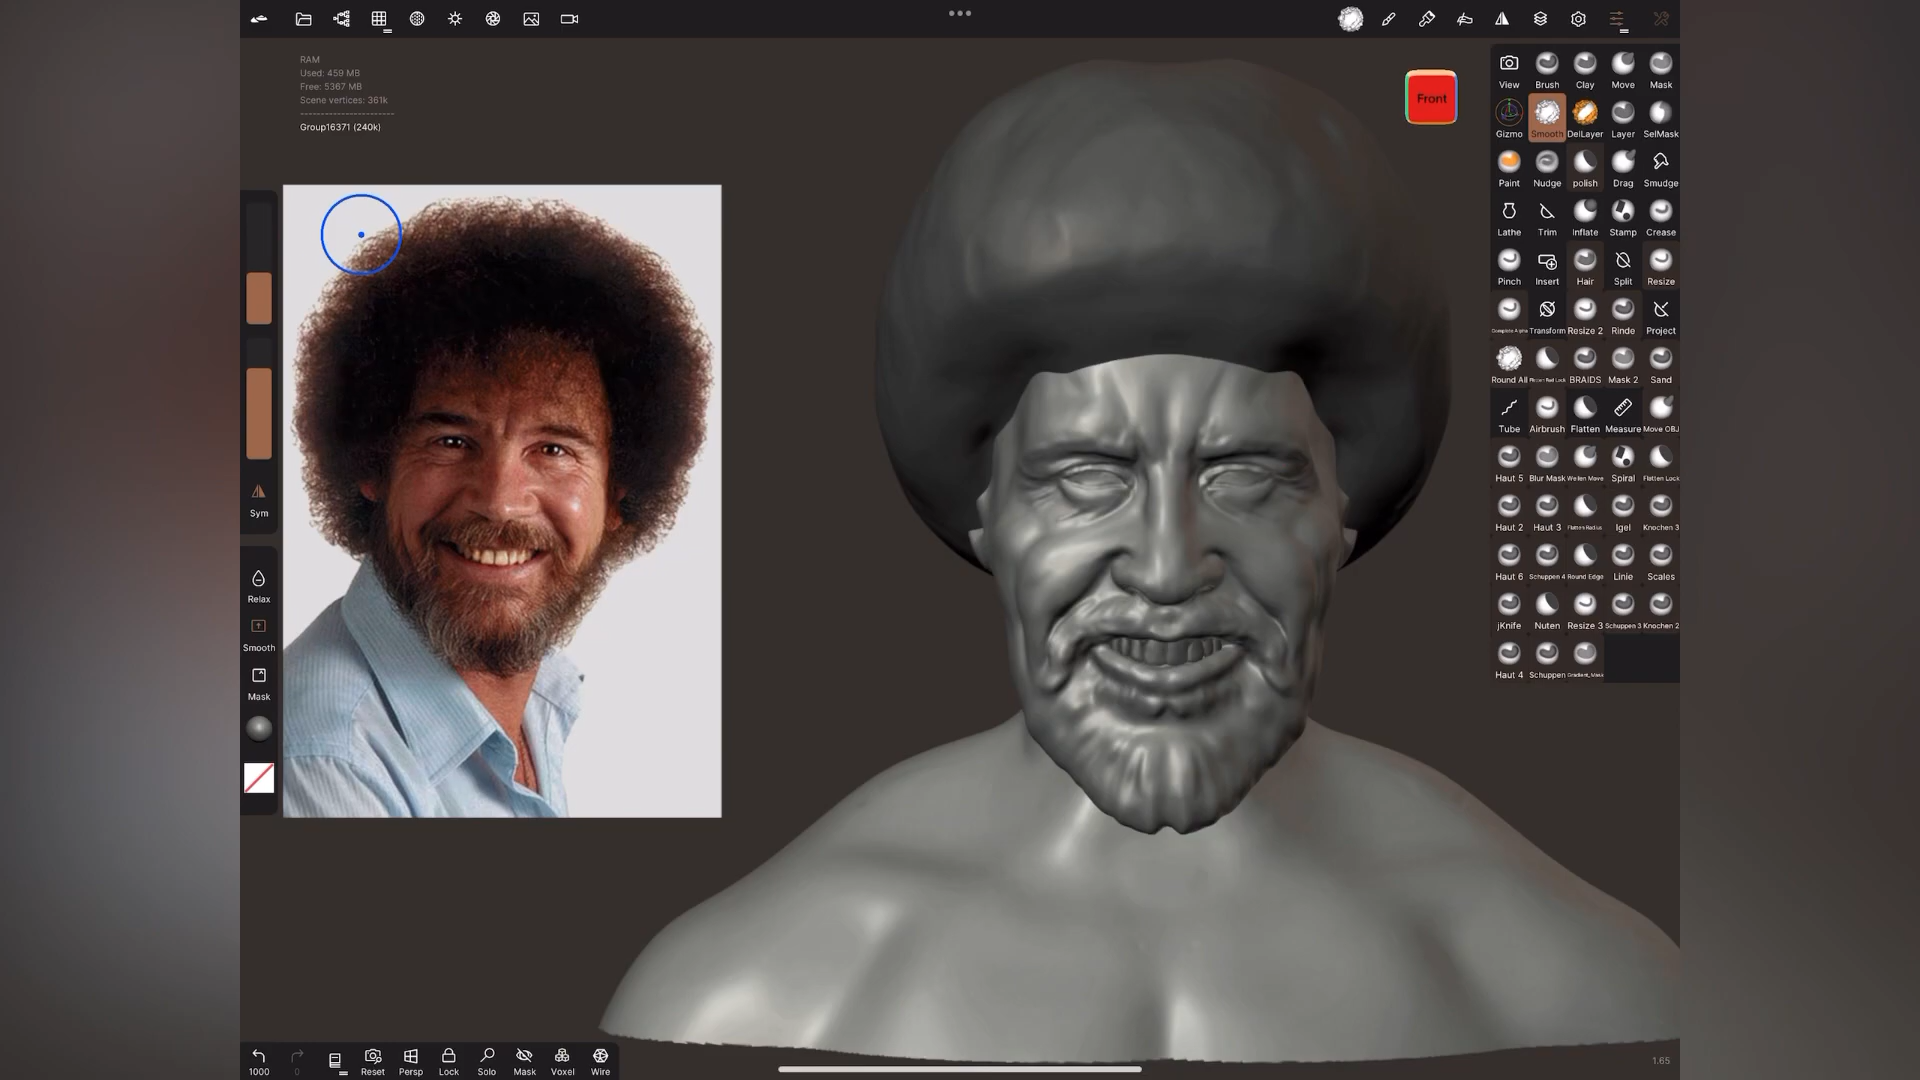 RAM
Used: 459 MB
Free: 5367 MB
Scene vertices: 361k
Group16371 (240k)
Front
View Brush Clay Move Mask
Gizmo Smooth DelLayer Layer SelMask
Paint Nudge polish Drag Smudge
Lathe Trim Inflate Stamp Crease
Pinch Insert Hair Split Resize
Transform Resize 2 Rinde Project
Round All BRAIDS Mask 2 Sand
Tube Airbrush Flatten Measure Move OBJ
Haut 5 Blur Mask Wellen Move Spiral Flatten Lock
Haut 2 Haut 3 Igel Knochen 3
Haut 6 Schuppen 4 Round Edge Linie Scales
jKnife Nuten Resize 3 Schuppen 3 Knochen 2
Haut 4 Schuppen Gradient_Mask
Sym
Relax
Smooth
Mask
1000 0 Reset Persp Lock Solo Mask Voxel Wire
1.65